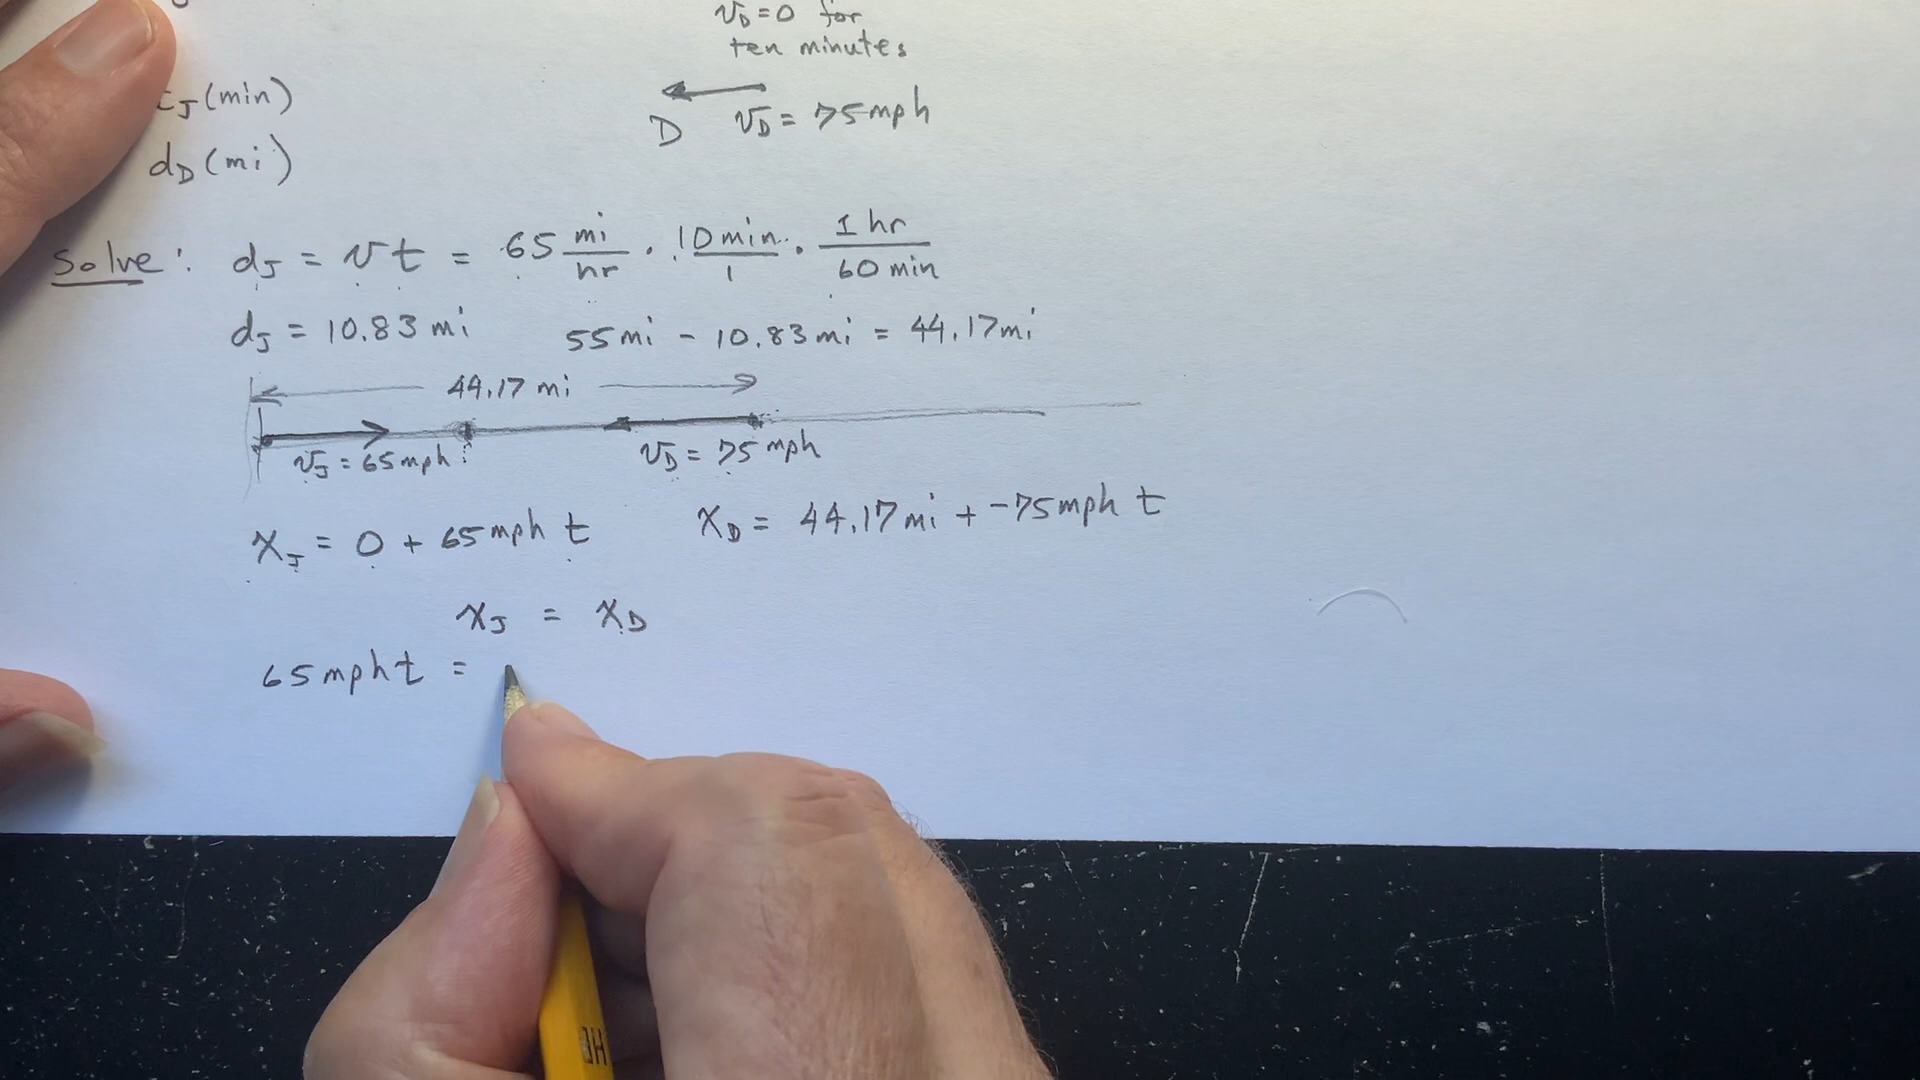 v_D = 0 for
ten minutes
t_J (min)
D v_D = 75 mph
d_D (mi)
Solve: d_J = v t = 65 mi/hr · 10 min/1 · 1 hr/60 min
d_J = 10.83 mi 55 mi - 10.83 mi = 44.17 mi
44.17 mi
v_J = 65 mph v_D = 75 mph
x_J = 0 + 65 mph t x_D = 44.17 mi + -75 mph t
x_J = x_D
65 mph t =
HB